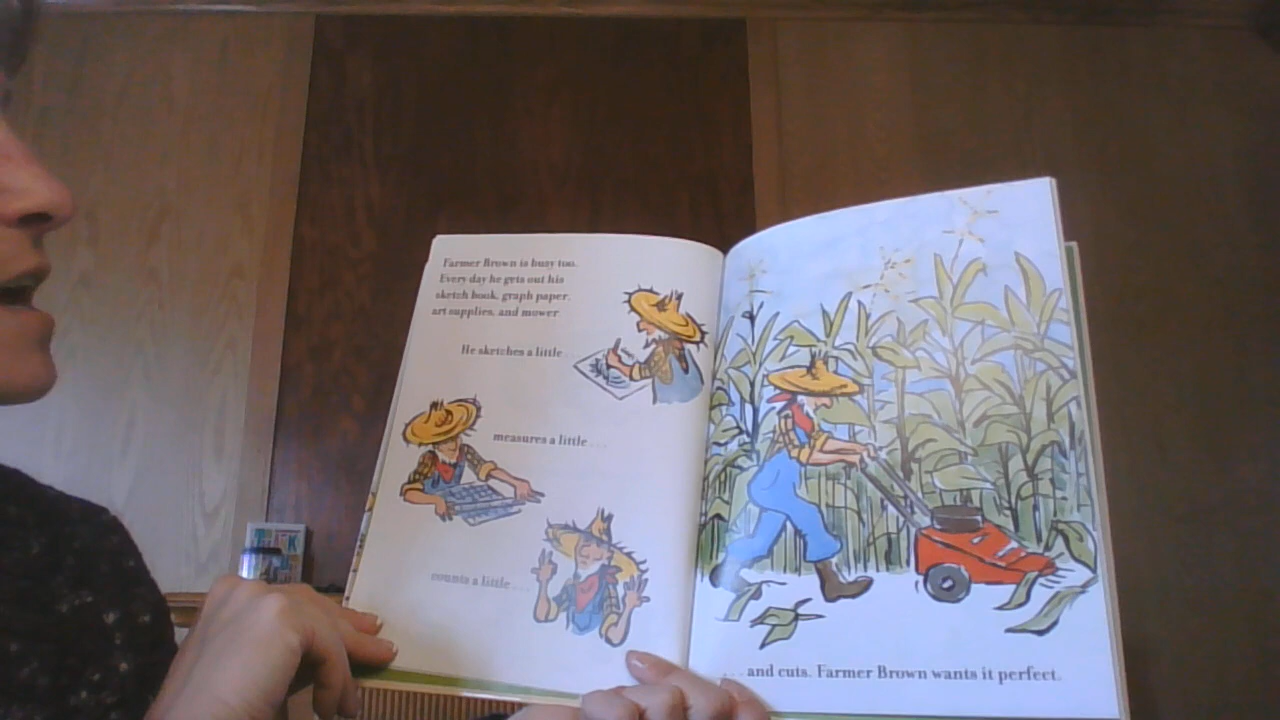 Farmer Brown is busy too.
Every day he gets out his
sketch book, graph paper,
art supplies, and mower
He sketches a little . . .
measures a little . . .
counts a little . . .
. . . and cuts. Farmer Brown wants it perfect.